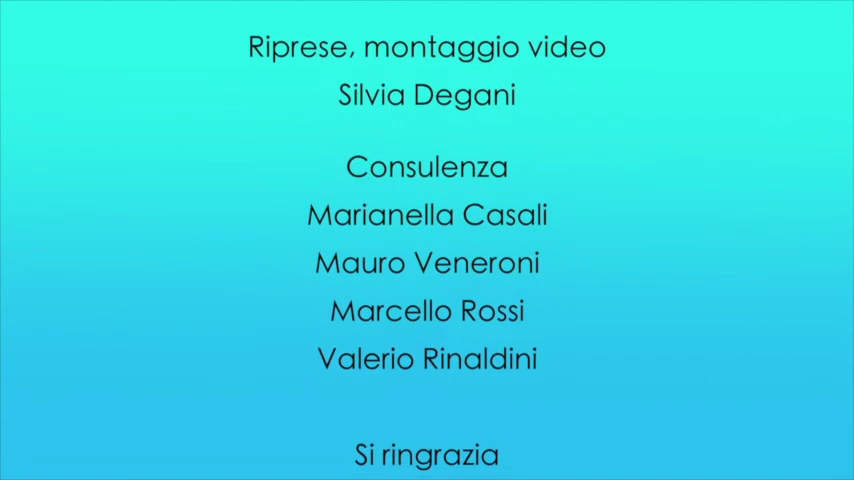 Riprese, montaggio video
Silvia Degani
Consulenza
Marianella Casali
Mauro Veneroni
Marcello Rossi
Valerio Rinaldini
Si ringrazia